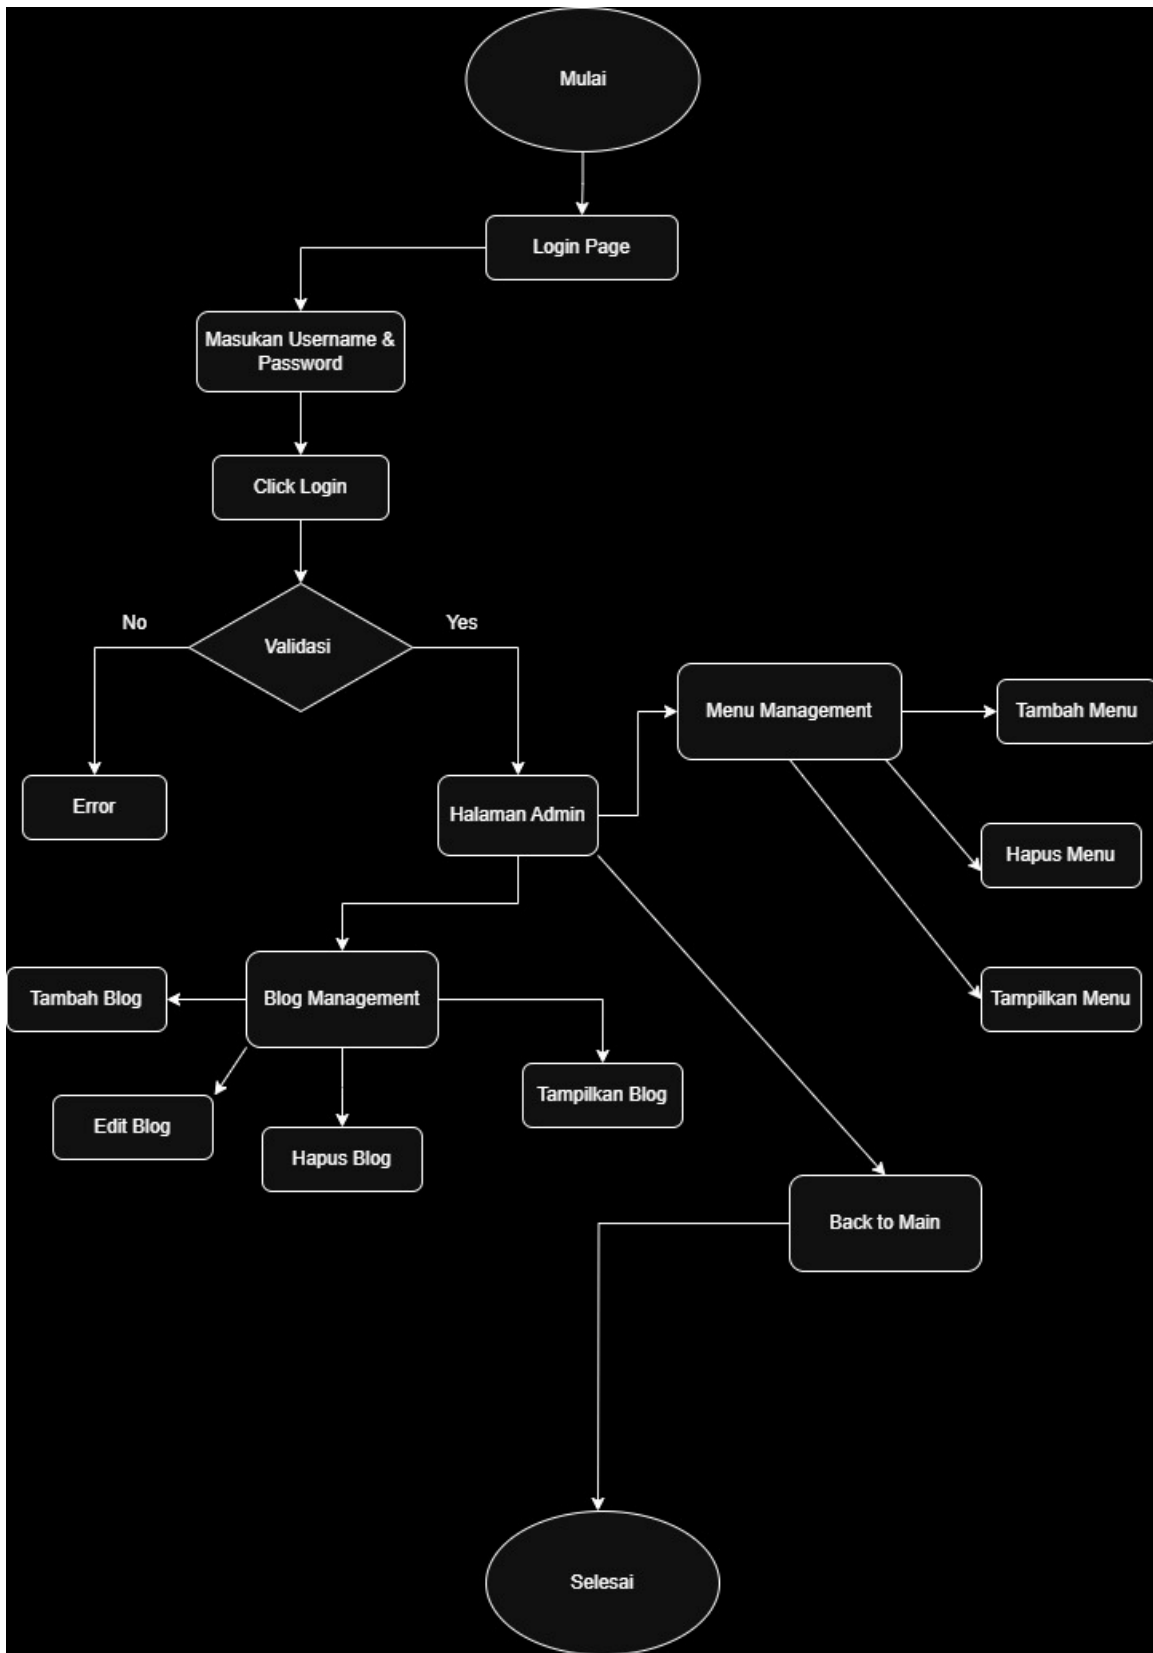 Mulai
Login Page
Masukan Username &
Password
Click Login
No
Yes
Validasi
Menu Management
Tambah Menu
Error
Halaman Admin
Hapus Menu
Tambah Blog
Blog Management
Tampilkan Menu
Tampilkan Blog
Edit Blog
Hapus Blog
Back to Main
Selesai